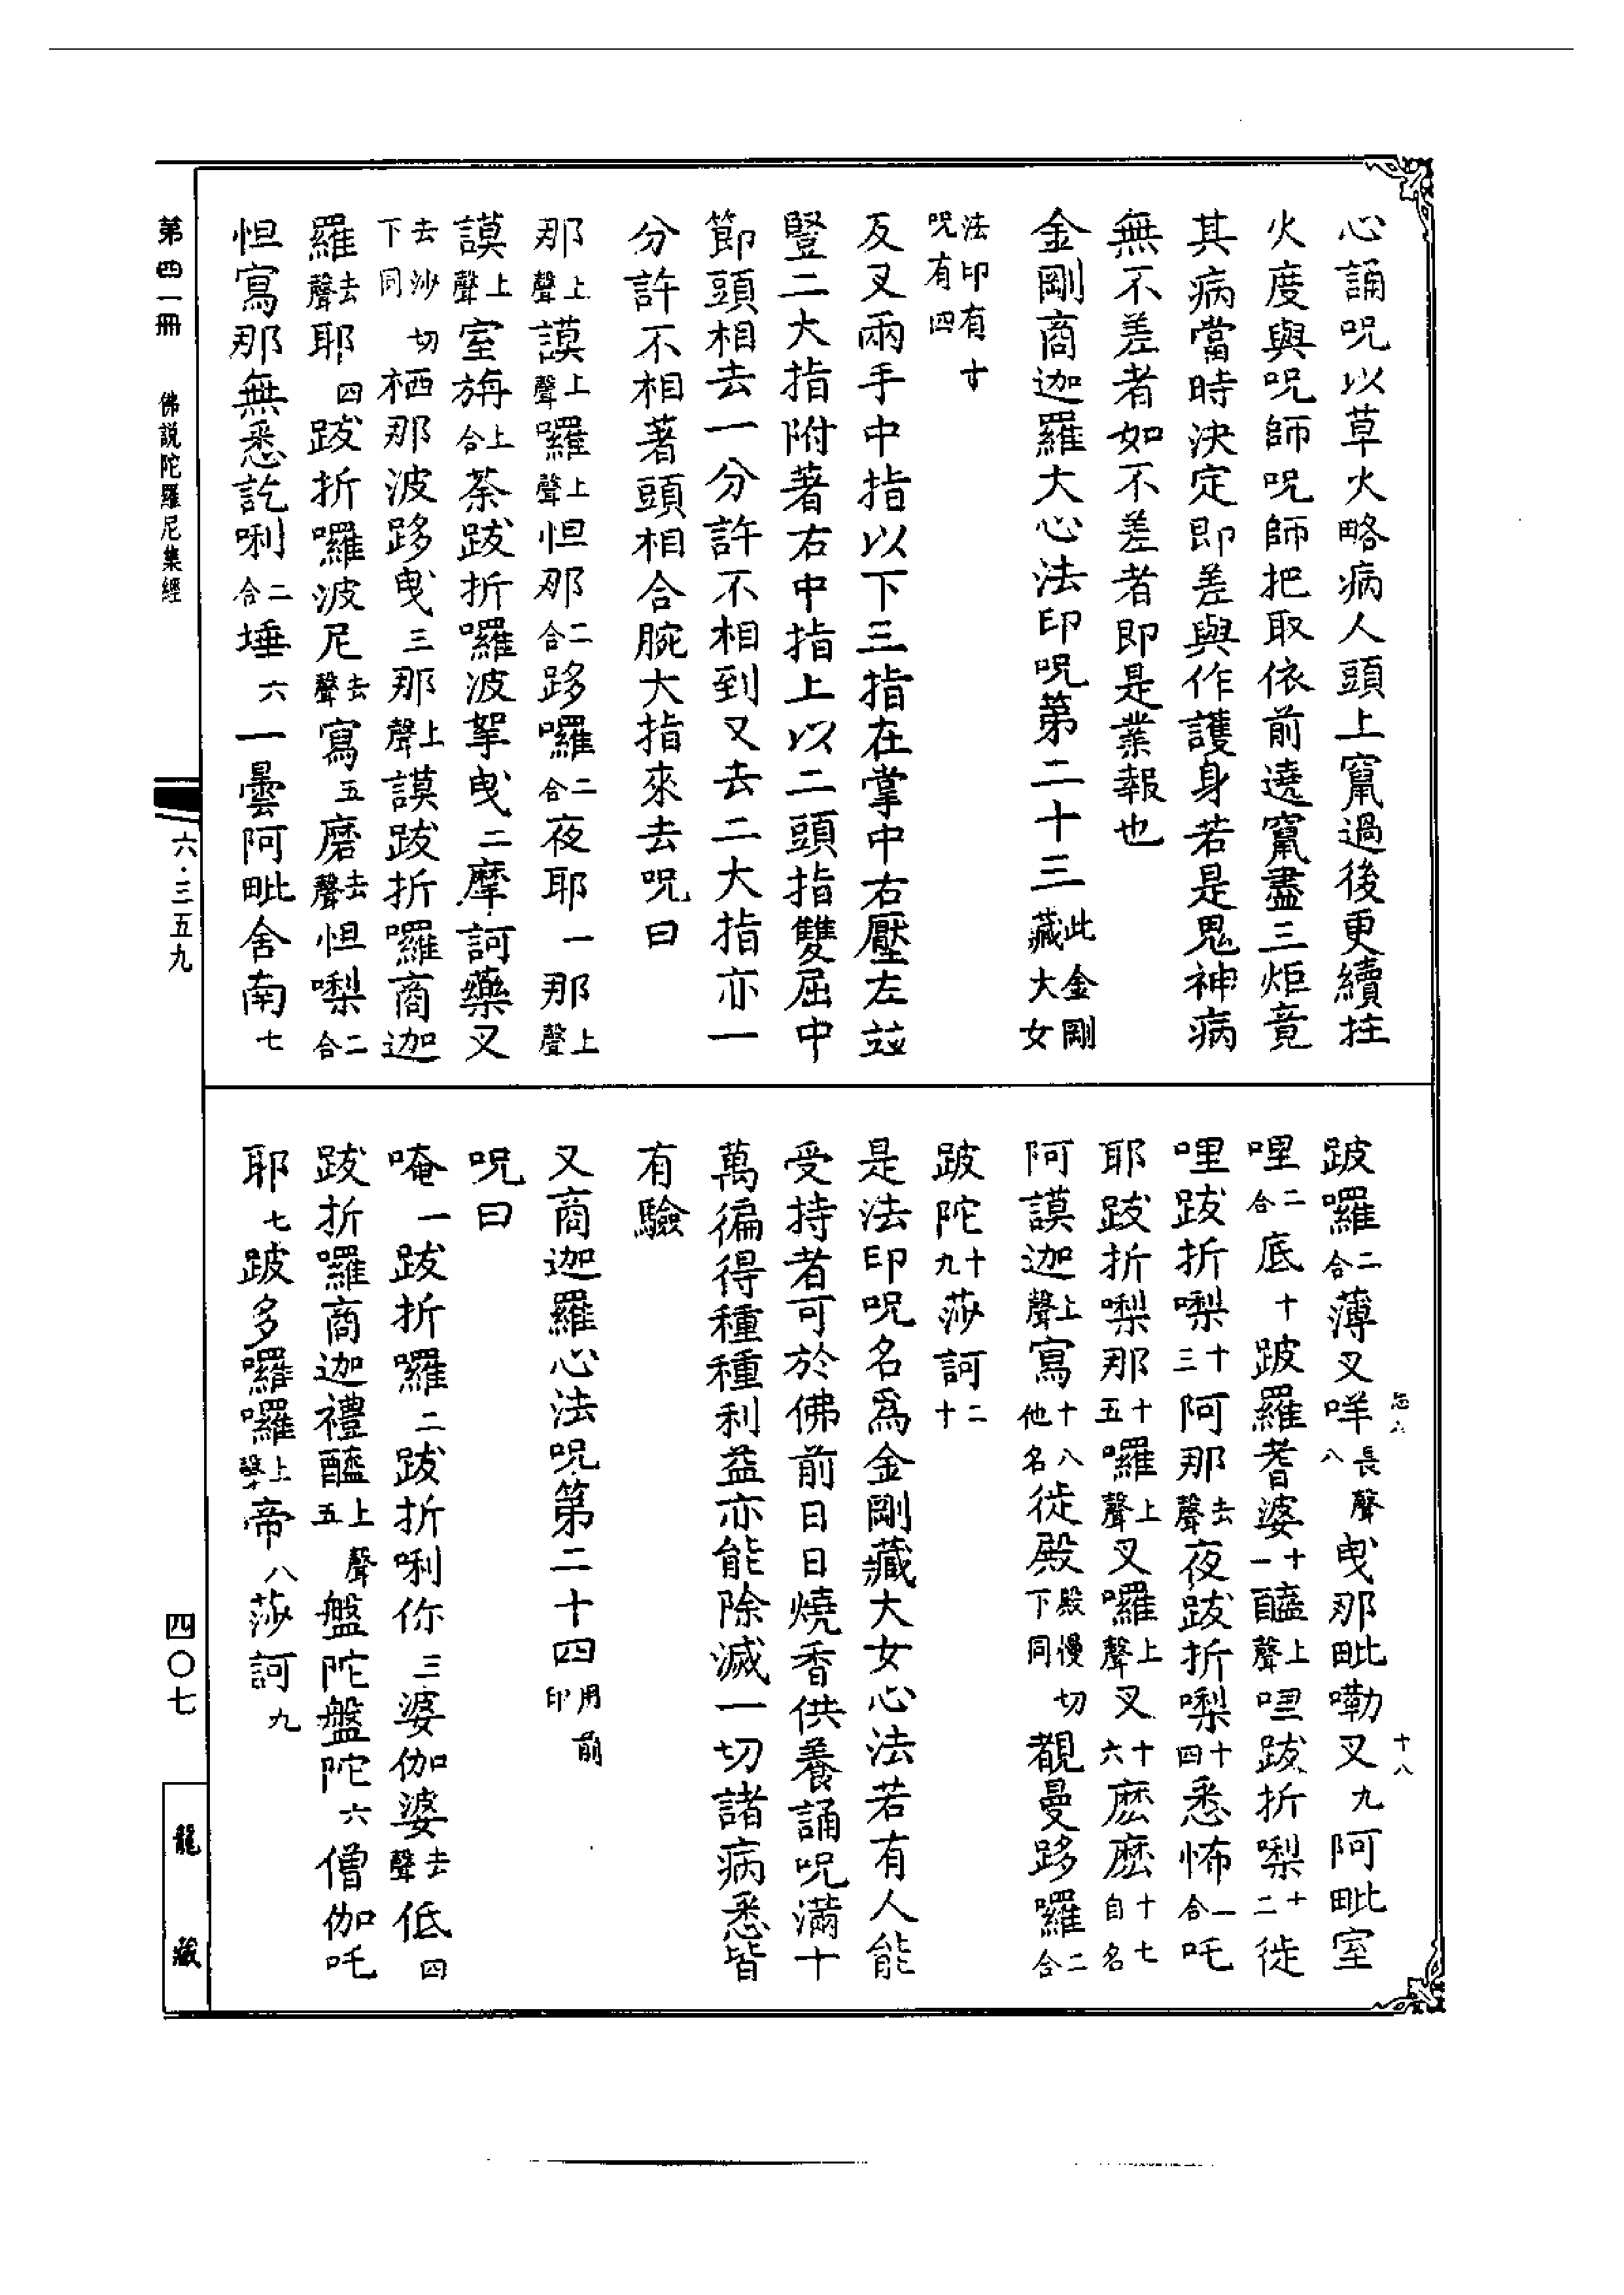 心誦呪以草火略病人頭上竄過後更續拄
火度與呪師呪師把取依前遶竄盡三炬竟
其病當時決定即差與作護身若是鬼神病
無不差者如不差者即是業報也
金剛商迦羅大心法印呪第二十三此金剛藏大女
法印有寸呪有四
反叉兩手中指以下三指在掌中右壓左竝
豎二大指附著右中指上以二頭指雙屈中
節頭相去一分許不相到又去二大指亦一
分許不相著頭相合腕大指來去呪曰
那上聲謨上聲囉上聲怛那二合跢囉二合夜耶一那上聲
謨上聲室旃上合荼跋折囉波拏曳二摩訶藥叉
去沙切下同栖那波跢曳三那上聲謨跋折囉商迦
羅去聲耶四跋折囉波尼去聲寫五磨去聲怛㗚二合
怛寫那無悉訖唎二合埵六一曇阿毗舍南七
跛囉二合薄叉咩長聲八曳那毗嘞叉九阿毗室
哩二合底十跛羅耆婆十一醯上聲哩跋折㗚十二徙
哩跋折㗚十三阿那去聲夜跋折㗚十四悉怖一合吒
耶跋折㗚那十五囉上聲叉囉上聲叉十六麽麽十七自名
阿謨迦上聲寫十八他名徙殿殿慢切下同覩曼跢囉二合
跛陀十九莎訶二十
是法印呪名爲金剛藏大女心法若有人能
受持者可於佛前日日燒香供養誦呪滿十
萬徧得種種利益亦能除滅一切諸病悉皆
有驗
又商迦羅心法呪第二十四用前印
呪曰
唵一跋折囉二跋折唎你三婆伽婆去聲低四
跋折囉商迦禮醯上聲五盤陀盤陀六僧伽吒
耶七跛多囉囉上聲帝八莎訶九
第四一冊 佛説陀羅尼集經
六·三五九
四〇七
龍藏
十八